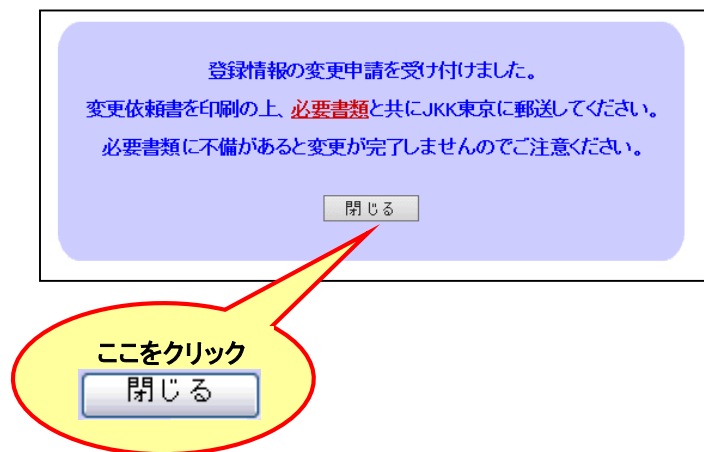 登録情報の変更申請を受け付けました。
変更依頼書を印刷の上、必要書類と共にJKK東京に郵送してください。
必要書類に不備があると変更が完了しませんのでご注意ください。
閉じる
ここをクリック
閉じる